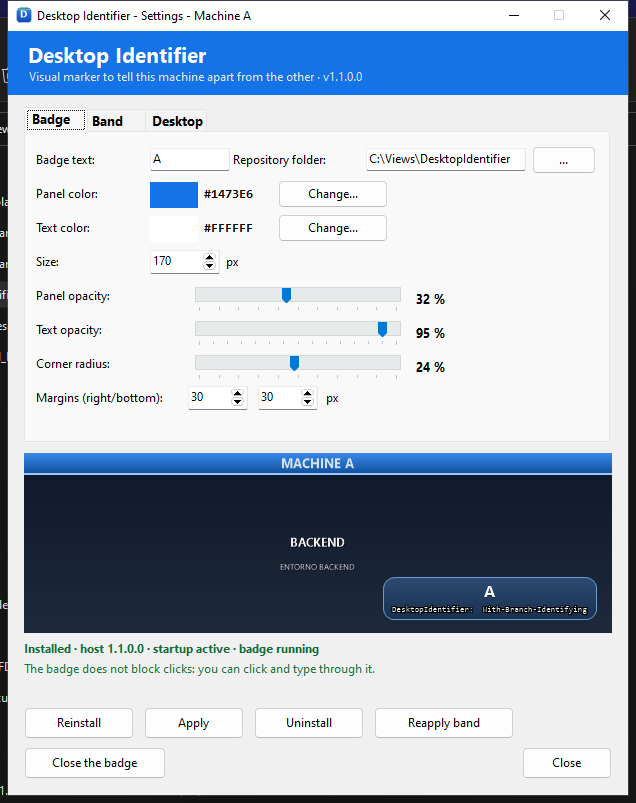 Desktop Identifier - Settings - Machine A
Desktop Identifier
Visual marker to tell this machine apart from the other · v1.1.0.0
Badge Band Desktop
Badge text: A Repository folder: C:\Views\DesktopIdentifier ...
Panel color: #1473E6 Change...
Text color: #FFFFFF Change...
Size: 170 px
Panel opacity: 32 %
Text opacity: 95 %
Corner radius: 24 %
Margins (right/bottom): 30 30 px
MACHINE A
BACKEND
ENTORNO BACKEND
A
DesktopIdentifier: With-Branch-Identifying
Installed · host 1.1.0.0 · startup active · badge running
The badge does not block clicks: you can click and type through it.
Reinstall Apply Uninstall Reapply band
Close the badge Close